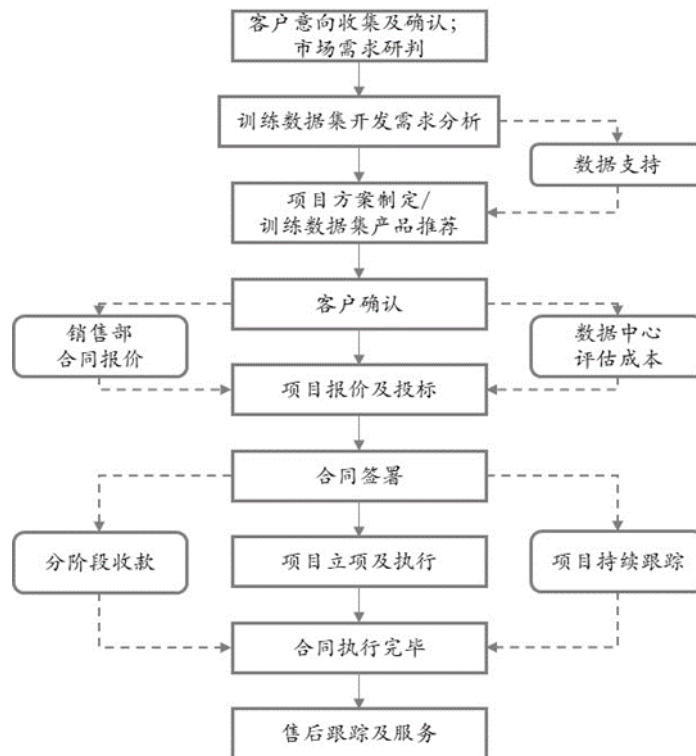 客户意向收集及确认；
市场需求研判
训练数据集开发需求分析
数据支持
项目方案制定/
训练数据集产品推荐
客户确认
销售部
合同报价
数据中心
评估成本
项目报价及投标
合同签署
分阶段收款
项目立项及执行
项目持续跟踪
合同执行完毕
售后跟踪及服务